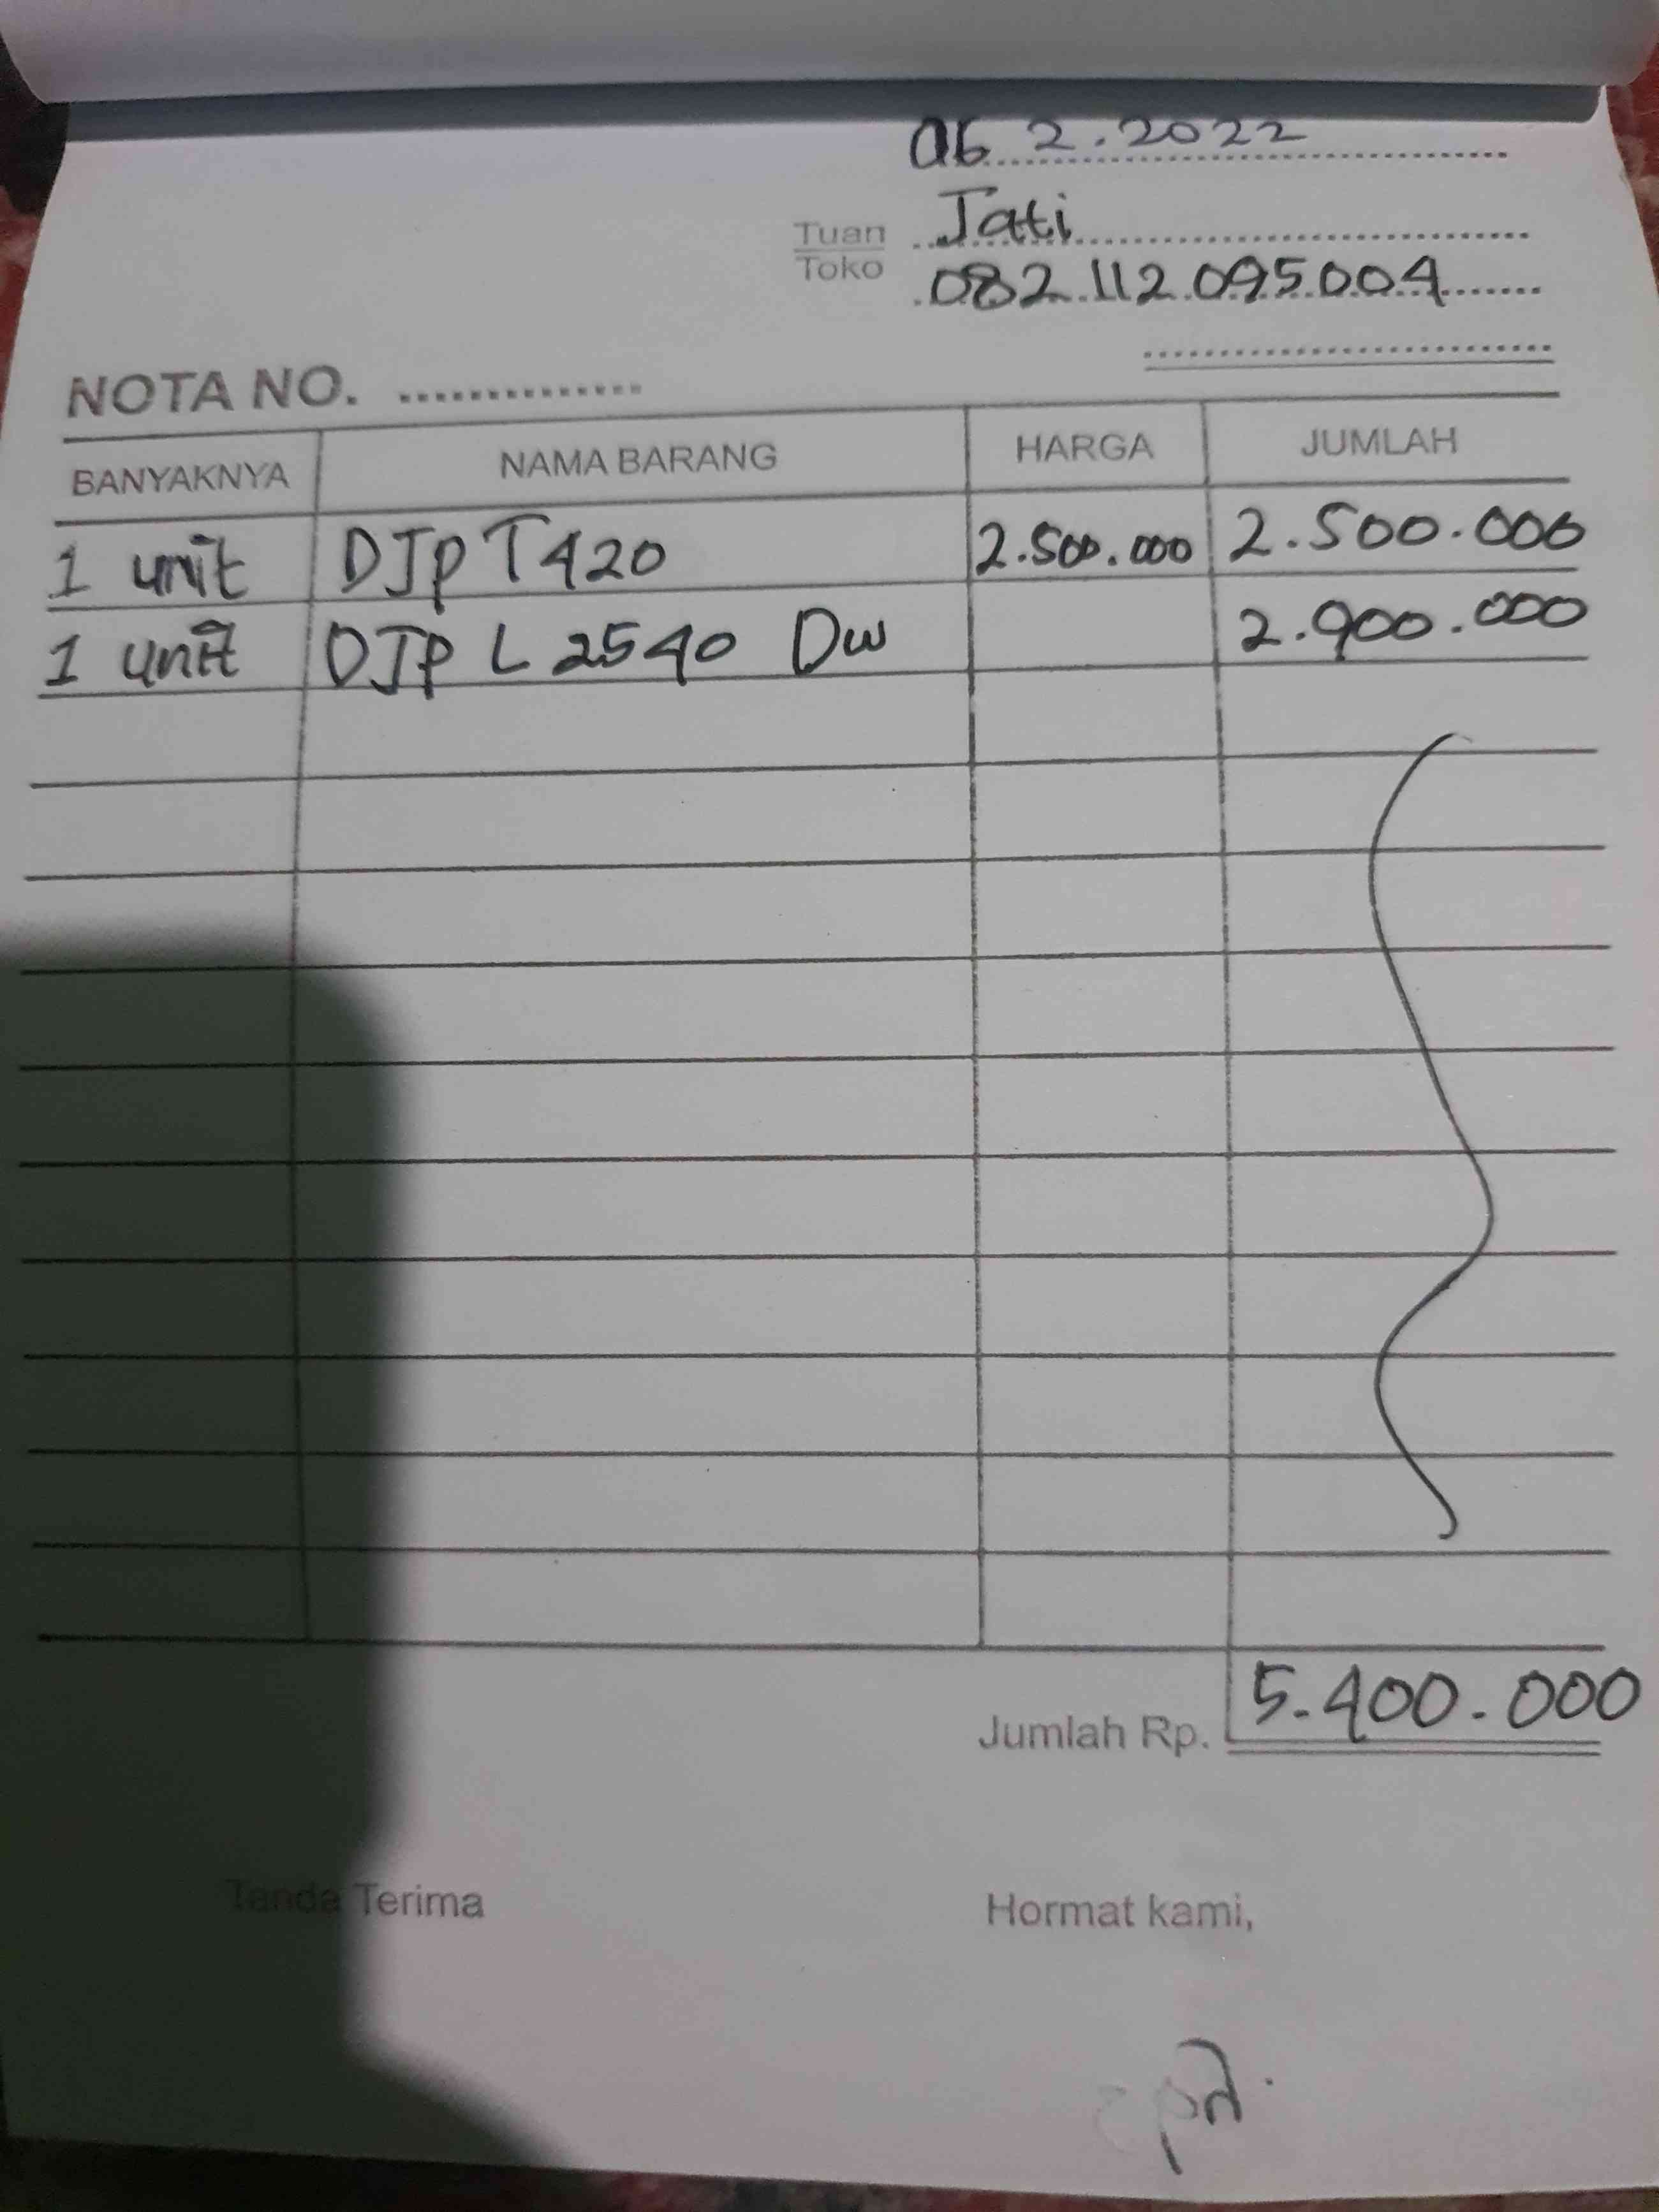 06 2.2022
Tuan Jati
Toko 082.112.095.004
NOTA NO.
BANYAKNYA NAMA BARANG HARGA JUMLAH
1 unit DJP T420 2.500.000 2.500.000
1 unit DJP L 2540 Dw 2.900.000
Jumlah Rp. 5.400.000
Tanda Terima Hormat kami,